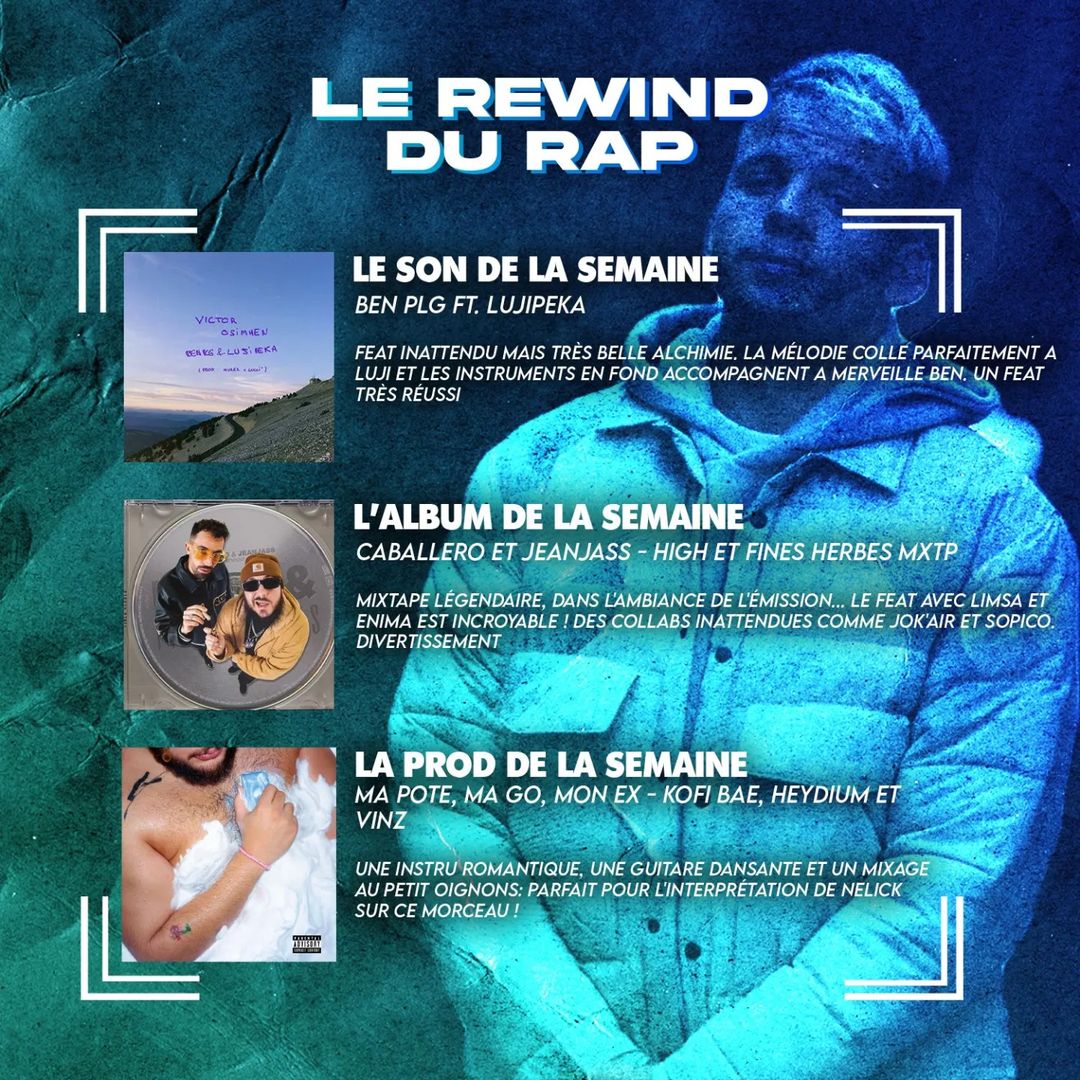 LE REWIND
DU RAP
LE SON DE LA SEMAINE
BEN PLG FT. LUJIPEKA
FEAT INATTENDU MAIS TRÈS BELLE ALCHIMIE. LA MÉLODIE COLLE PARFAITEMENT A
LUJI ET LES INSTRUMENTS EN FOND ACCOMPAGNENT A MERVEILLE BEN. UN FEAT
TRÈS RÉUSSI
VICTOR
OSIMHEN
& LUJIPEKA
L'ALBUM DE LA SEMAINE
CABALLERO ET JEANJASS - HIGH ET FINES HERBES MXTP
MIXTAPE LÉGENDAIRE, DANS L'AMBIANCE DE L'ÉMISSION... LE FEAT AVEC LIMSA ET
ENIMA EST INCROYABLE ! DES COLLABS INATTENDUES COMME JOK'AIR ET SOPICO.
DIVERTISSEMENT
& JEANJASS
LA PROD DE LA SEMAINE
MA POTE, MA GO, MON EX - KOFI BAE, HEYDIUM ET
VINZ
UNE INSTRU ROMANTIQUE, UNE GUITARE DANSANTE ET UN MIXAGE
AU PETIT OIGNONS: PARFAIT POUR L'INTERPRÉTATION DE NELICK
SUR CE MORCEAU !
PARENTAL
ADVISORY
EXPLICIT CONTENT